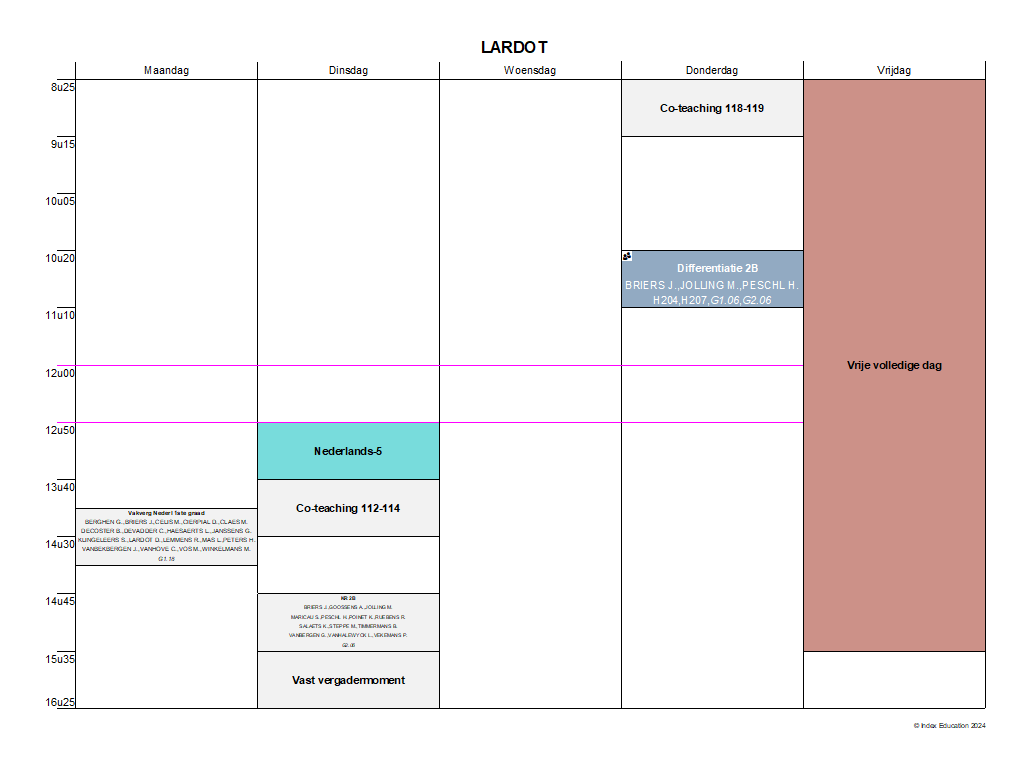 LARDOT
Maandag
Dinsdag
Woensdag
Donderdag
Vrijdag
8u25
9u15
10u05
10u20
11u10
12u00
12u50
13u40
14u30
14u45
15u35
16u25
Vakverg Nederl 1ste graad
BERGHEN G.,BRIERS J.,CELIS M.,CIERPIAL D.,CLAES M.
DECOSTER B.,DEVADDER C.,HAESAERTS L.,JANSSENS G.
KLINGELEERS S.,LARDOT D.,LEMMENS R.,MAS L.,PETERS H.
VANBEKBERGEN J.,VANHOVE C.,VOS M.,WINKELMANS M.
G1.16
Nederlands-5
Co-teaching 112-114
KR 2B
BRIERS J.,GOOSSENS A.,JOLLING M.
MARICAU S.,PESCHL H.,POINET K.,RUEBENS R.
SALAETS K.,STEPPE M.,TIMMERMANS B.
VANBERGEN G.,VANHALEWYCK L.,VEKEMANS P.
G2.06
Vast vergadermoment
Co-teaching 118-119
Differentiatie 2B
BRIERS J.,JOLLING M.,PESCHL H.
H204,H207,G1.06,G2.06
Vrije volledige dag
© Index Education 2024